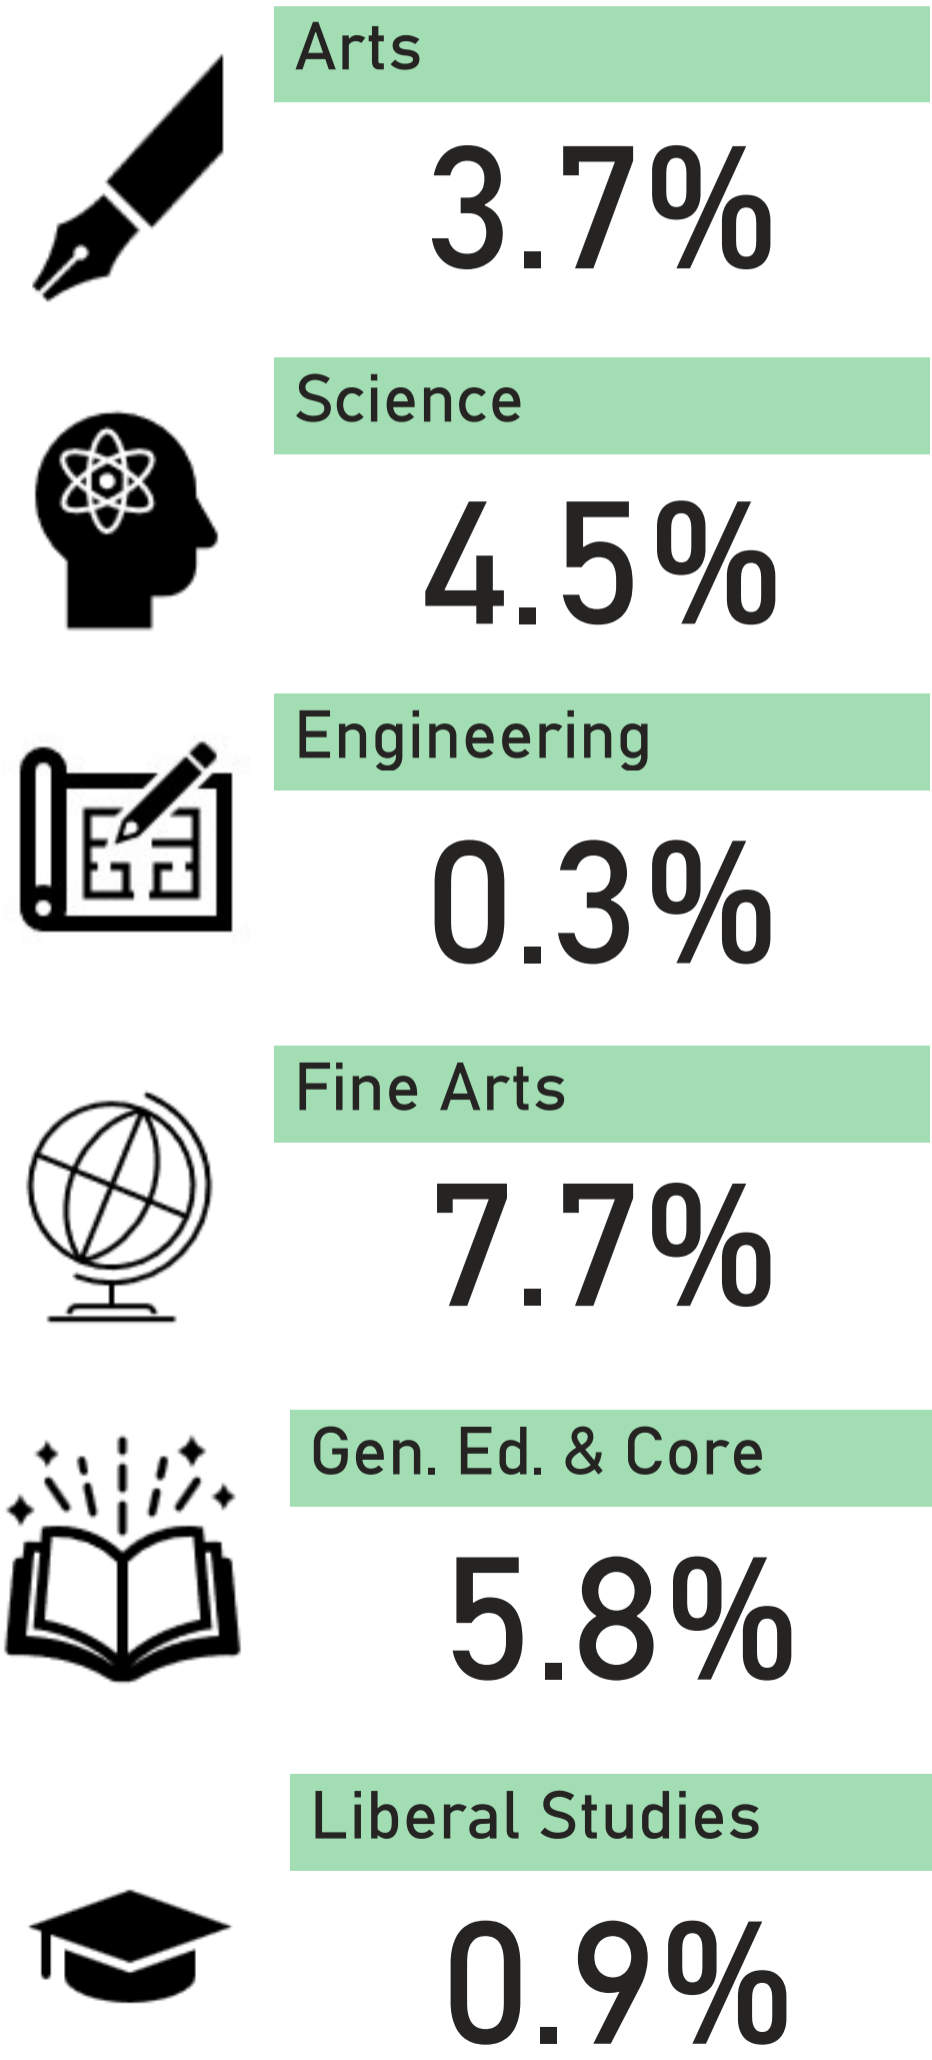 Arts
3.7%
Science
4.5%
Engineering
0.3%
Fine Arts
7.7%
Gen. Ed. & Core
5.8%
Liberal Studies
0.9%